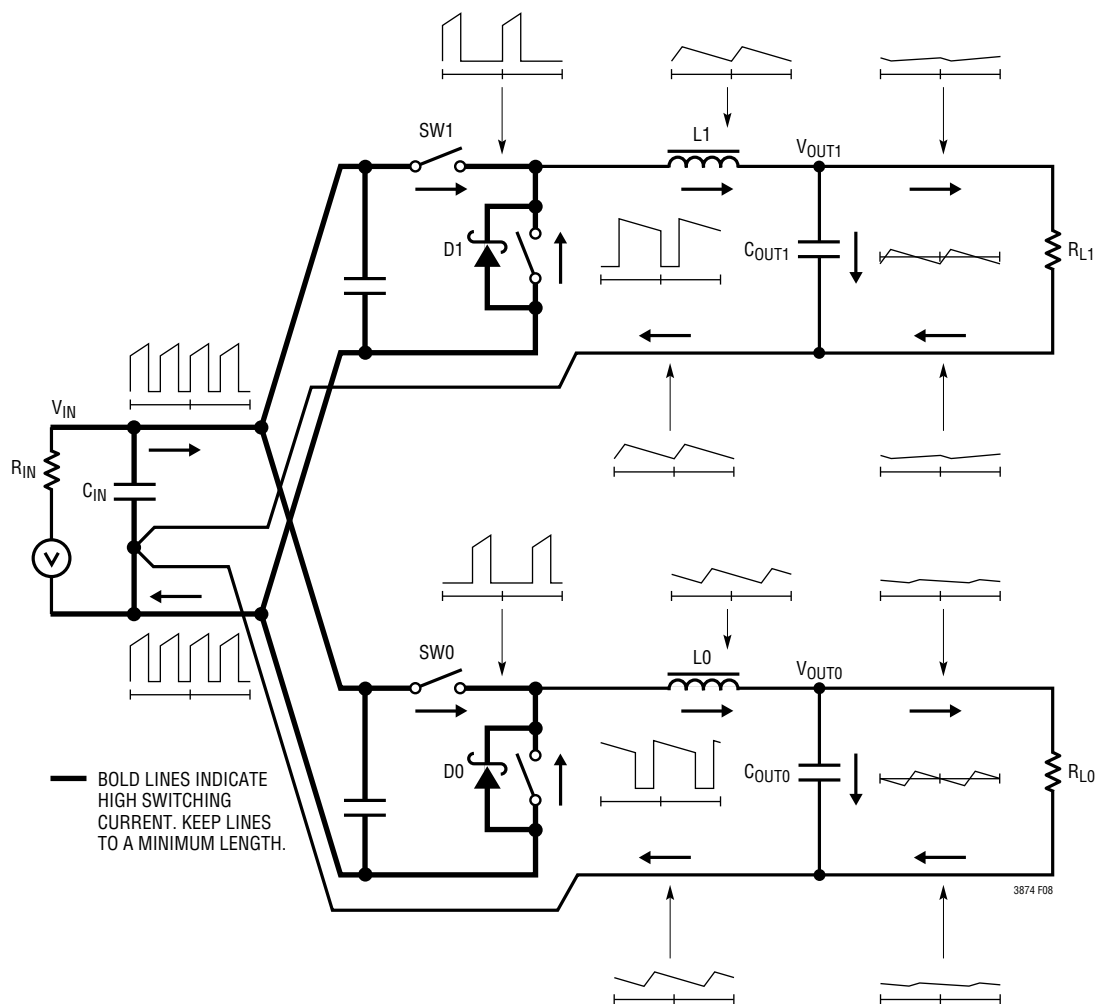 SW1
L1
VOUT1
D1
COUT1
RL1
VIN
RIN
CIN
V
SW0
L0
VOUT0
D0
COUT0
RL0
BOLD LINES INDICATE
HIGH SWITCHING
CURRENT. KEEP LINES
TO A MINIMUM LENGTH.
3874 F08